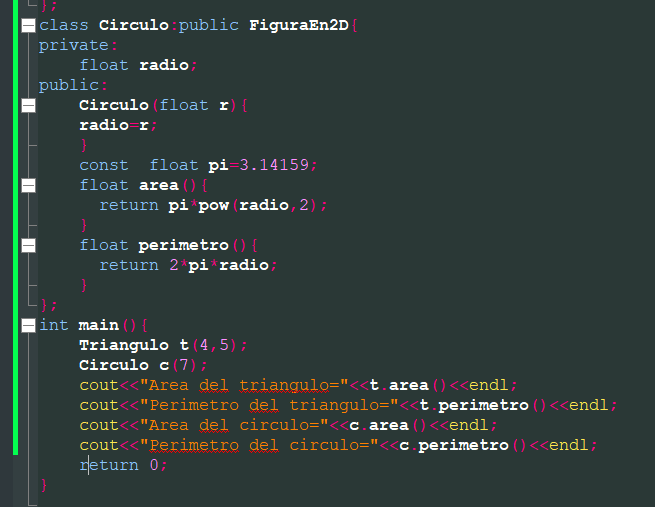 };
class Circulo:public FiguraEn2D{
private:
    float radio;
public:
    Circulo(float r){
    radio=r;
    }
    const  float pi=3.14159;
    float area(){
      return pi*pow(radio,2);
    }
    float perimetro(){
      return 2*pi*radio;
    }
};
int main(){
    Triangulo t(4,5);
    Circulo c(7);
    cout<<"Area del triangulo="<<t.area()<<endl;
    cout<<"Perimetro del triangulo="<<t.perimetro()<<endl;
    cout<<"Area del circulo="<<c.area()<<endl;
    cout<<"Perimetro del circulo="<<c.perimetro()<<endl;
    return 0;
}